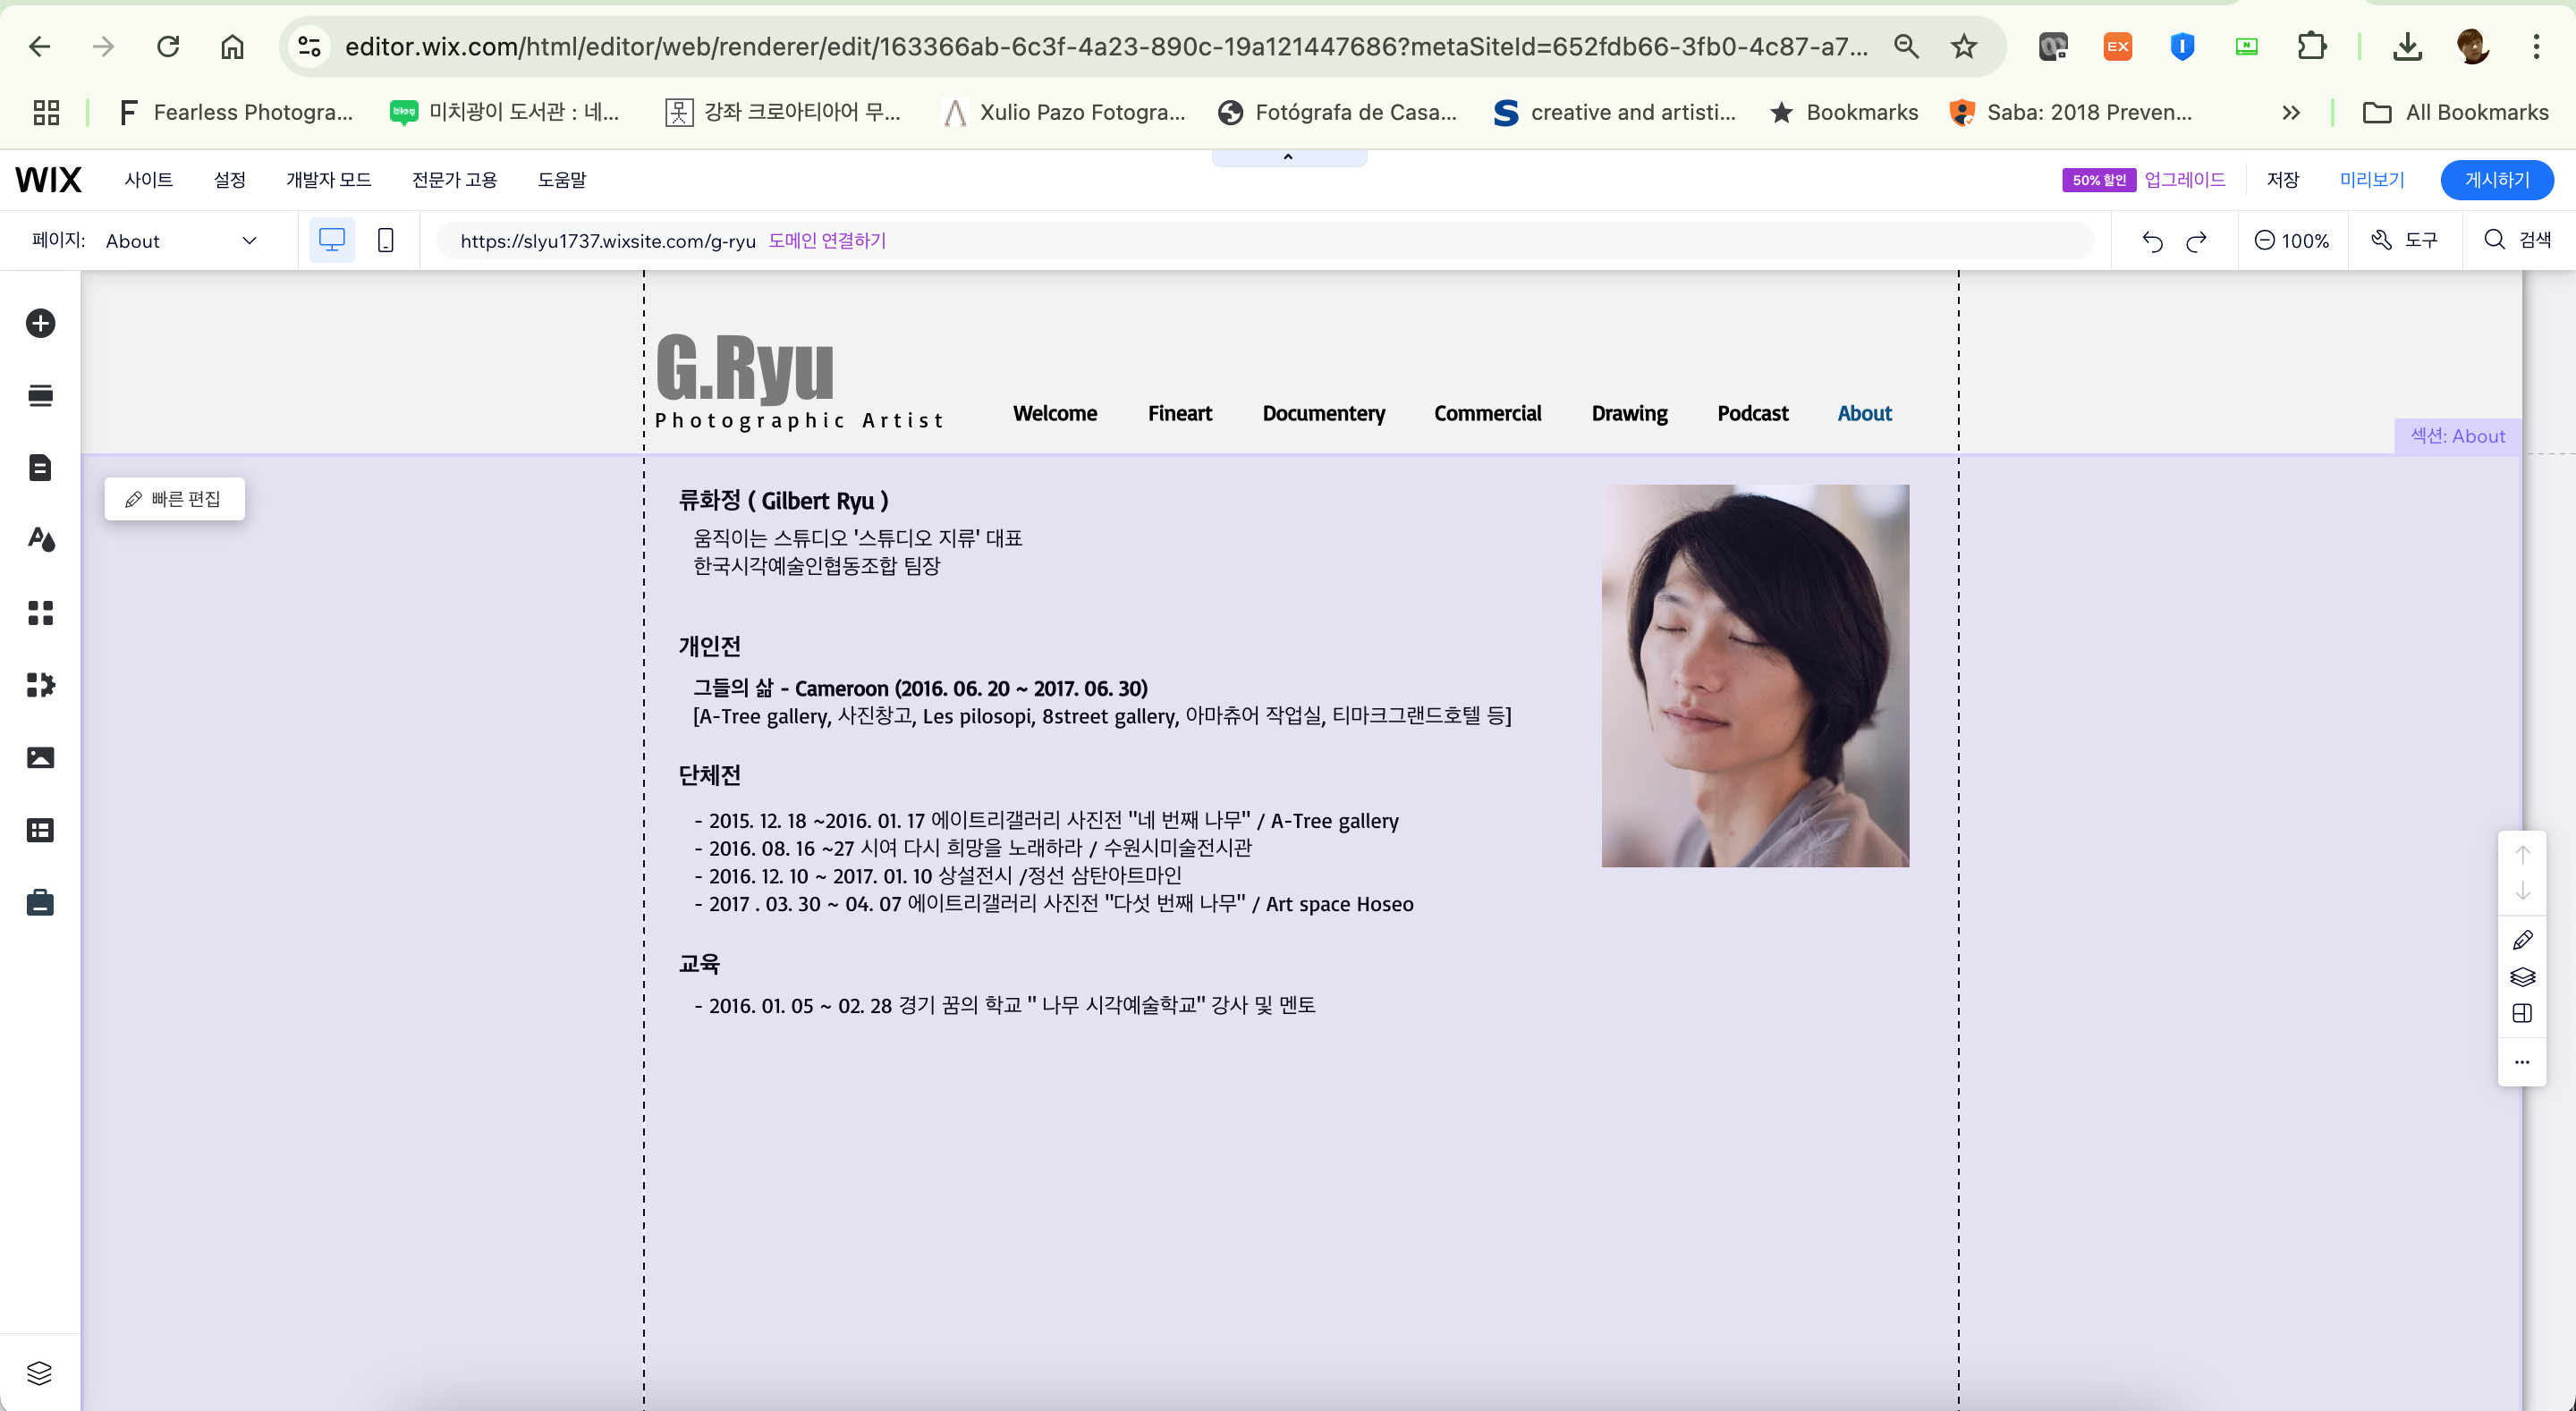 editor.wix.com/html/editor/web/renderer/edit/163366ab-6c3f-4a23-890c-19a121447686?metaSiteId=652fdb66-3fb0-4c87-a7...
EX
N
F Fearless Photogra...
blog 미치광이 도서관 : 네...
강좌 크로아티아어 무...
Xulio Pazo Fotogra...
Fotógrafa de Casa...
S creative and artisti...
Bookmarks
Saba: 2018 Preven...
All Bookmarks
WIX 사이트 설정 개발자 모드 전문가 고용 도움말
50% 할인 업그레이드 저장 미리보기 게시하기
페이지: About
https://slyu1737.wixsite.com/g-ryu 도메인 연결하기
100% 도구 검색
G.Ryu
Photographic Artist
Welcome Fineart Documentery Commercial Drawing Podcast About
섹션: About
빠른 편집
류화정 ( Gilbert Ryu )
움직이는 스튜디오 '스튜디오 지류' 대표
한국시각예술인협동조합 팀장
개인전
그들의 삶 - Cameroon (2016. 06. 20 ~ 2017. 06. 30)
[A-Tree gallery, 사진창고, Les pilosopi, 8street gallery, 아마츄어 작업실, 티마크그랜드호텔 등]
단체전
- 2015. 12. 18 ~2016. 01. 17 에이트리갤러리 사진전 "네 번째 나무" / A-Tree gallery
- 2016. 08. 16 ~27 시여 다시 희망을 노래하라 / 수원시미술전시관
- 2016. 12. 10 ~ 2017. 01. 10 상설전시 /정선 삼탄아트마인
- 2017 . 03. 30 ~ 04. 07 에이트리갤러리 사진전 "다섯 번째 나무" / Art space Hoseo
교육
- 2016. 01. 05 ~ 02. 28 경기 꿈의 학교 " 나무 시각예술학교" 강사 및 멘토